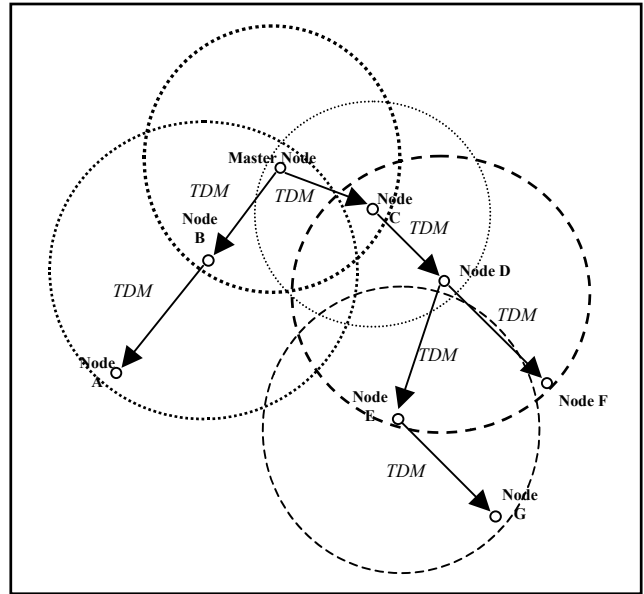 Master Node
TDM
TDM
Node
B
Node
C
TDM
Node D
TDM
TDM
TDM
Node
A
Node
E
Node F
TDM
Node
G